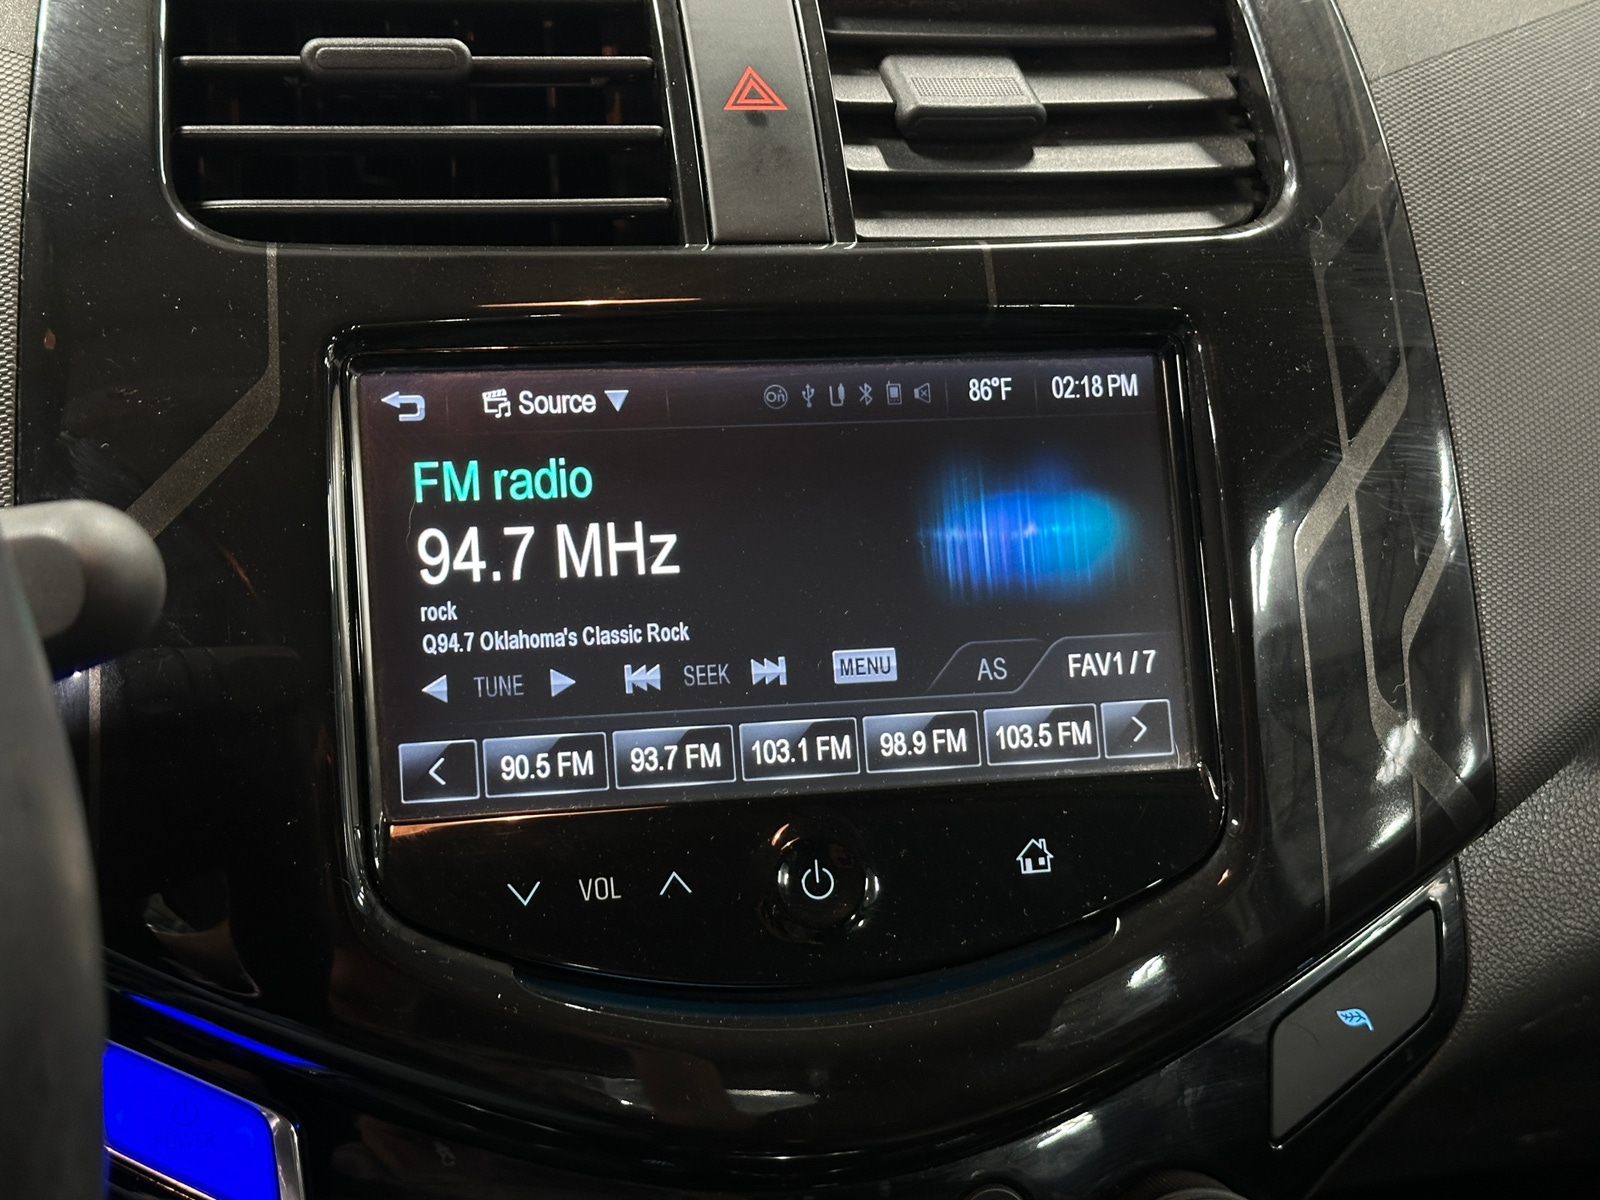 Source 86°F 02:18 PM
FM radio
94.7 MHz
rock
Q94.7 Oklahoma's Classic Rock
TUNE SEEK MENU AS FAV1 / 7
< 90.5 FM 93.7 FM 103.1 FM 98.9 FM 103.5 FM >
VOL